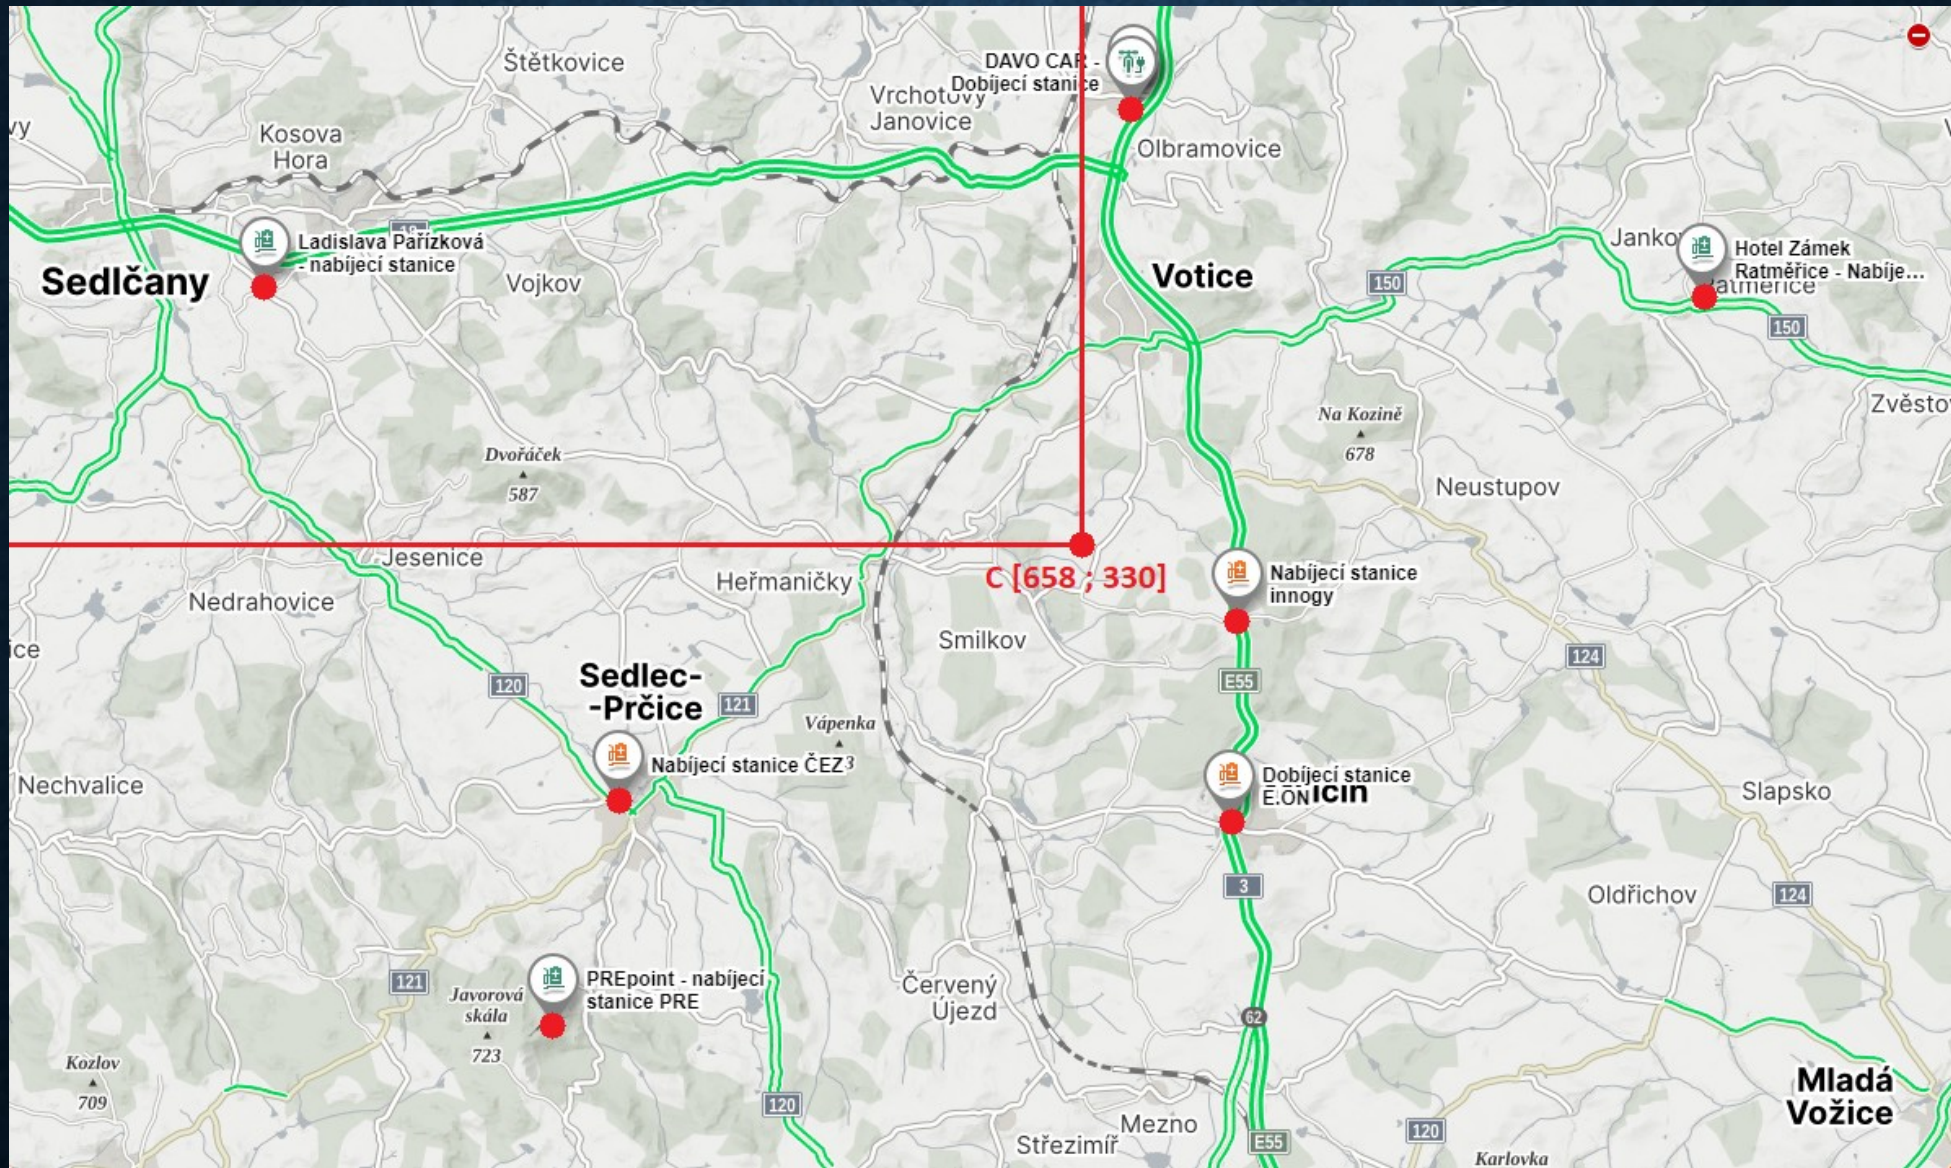 Štětkovice
DAVO CAR -
Dobíjecí stanice
Vrchotovy
Janovice
Kosova
Hora
Olbramovice
Ladislava Pařízková
- nabíjecí stanice
Sedlčany
Vojkov
Votice
150
Hotel Zámek
Ratměřice - Nabíje...
150
Na Kozině
678
Dvořáček
587
Neustupov
Jesenice
Heřmaničky
C [658 ; 330]
Nabíjecí stanice
innogy
Nedrahovice
Smilkov
124
E55
120
Sedlec-
-Prčice
121
Vápenka
Nabíjecí stanice ČEZ
Dobíjecí stanice
E.ON
Nechvalice
Slapsko
3
Oldřichov
124
121
Javorová
skála
723
PREpoint - nabíjecí
stanice PRE
Červený
Újezd
62
Kozlov
709
120
Mladá
Vožice
Mezno
Střezimíř
E55
120
Karlovka